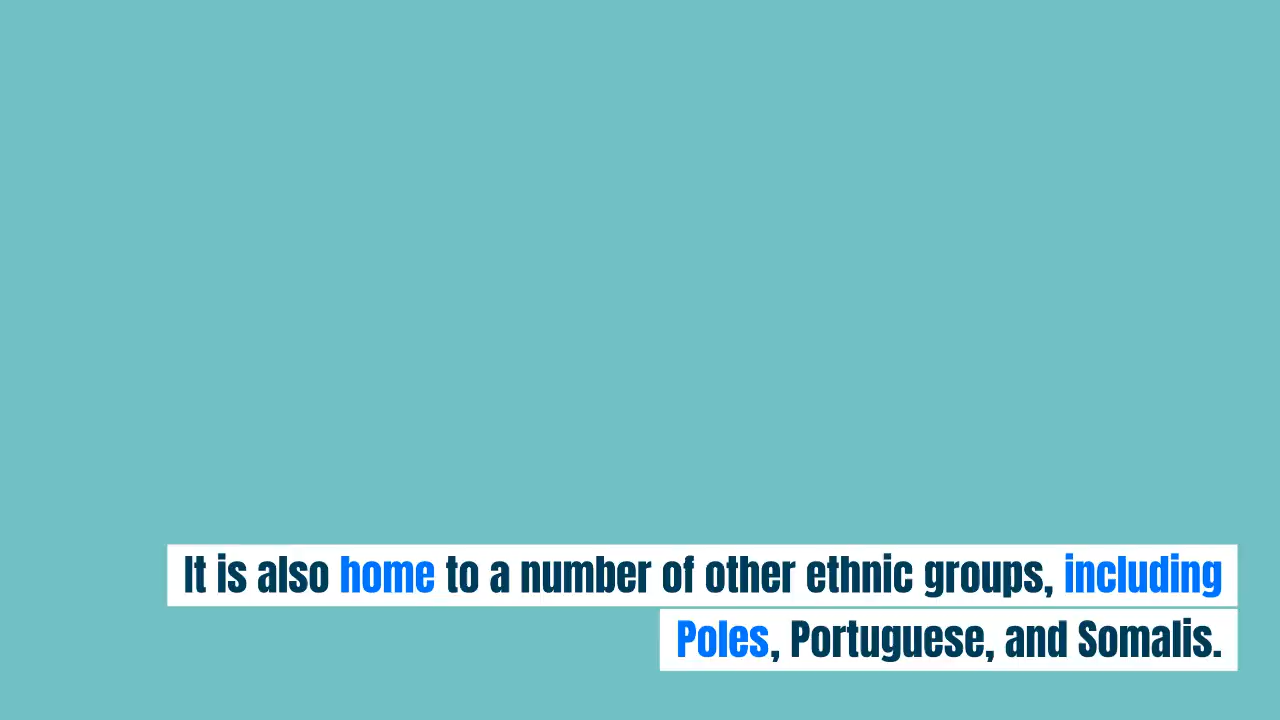 It is also home to a number of other ethnic groups, including
Poles, Portuguese, and Somalis.